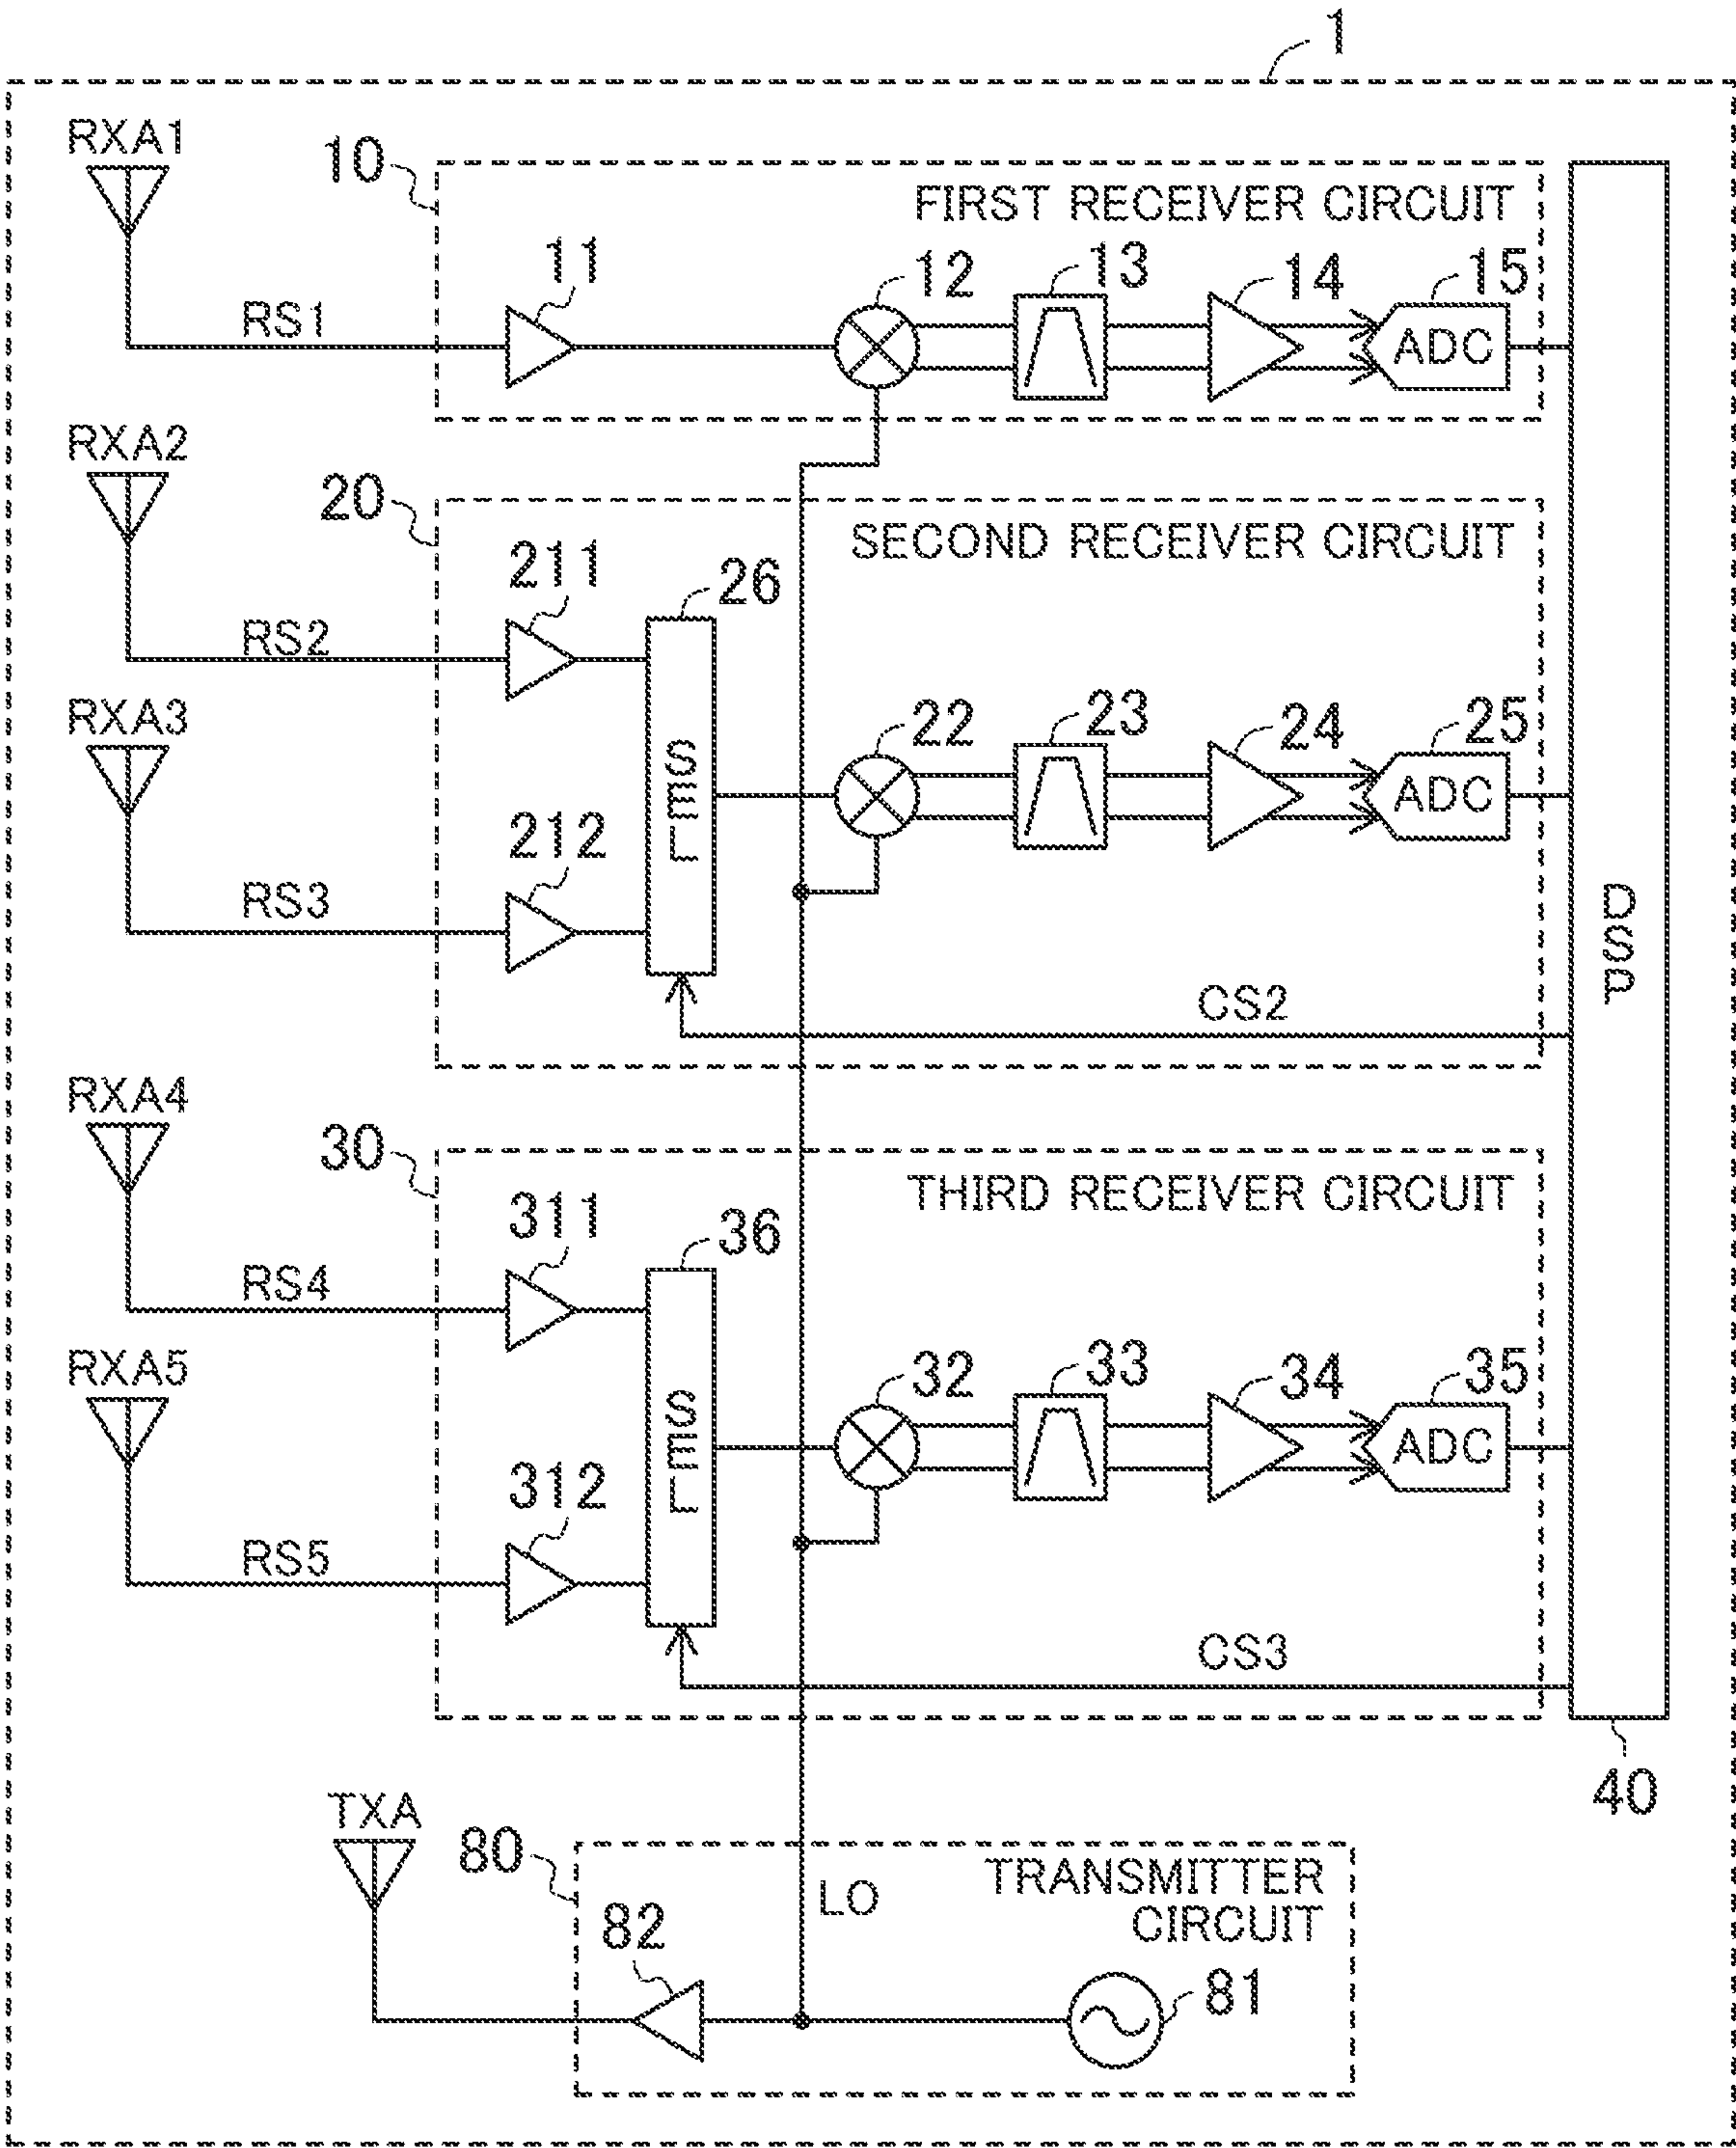 1
RXA1
10
FIRST RECEIVER CIRCUIT
11
12
13
14
15
RS1
ADC
RXA2
20
SECOND RECEIVER CIRCUIT
211
26
RS2
RXA3
22
23
24
25
SEL
ADC
212
RS3
DSP
CS2
RXA4
30
THIRD RECEIVER CIRCUIT
311
36
RS4
RXA5
32
33
34
35
SEL
ADC
312
RS5
CS3
40
TXA
80
TRANSMITTER
CIRCUIT
LO
82
81